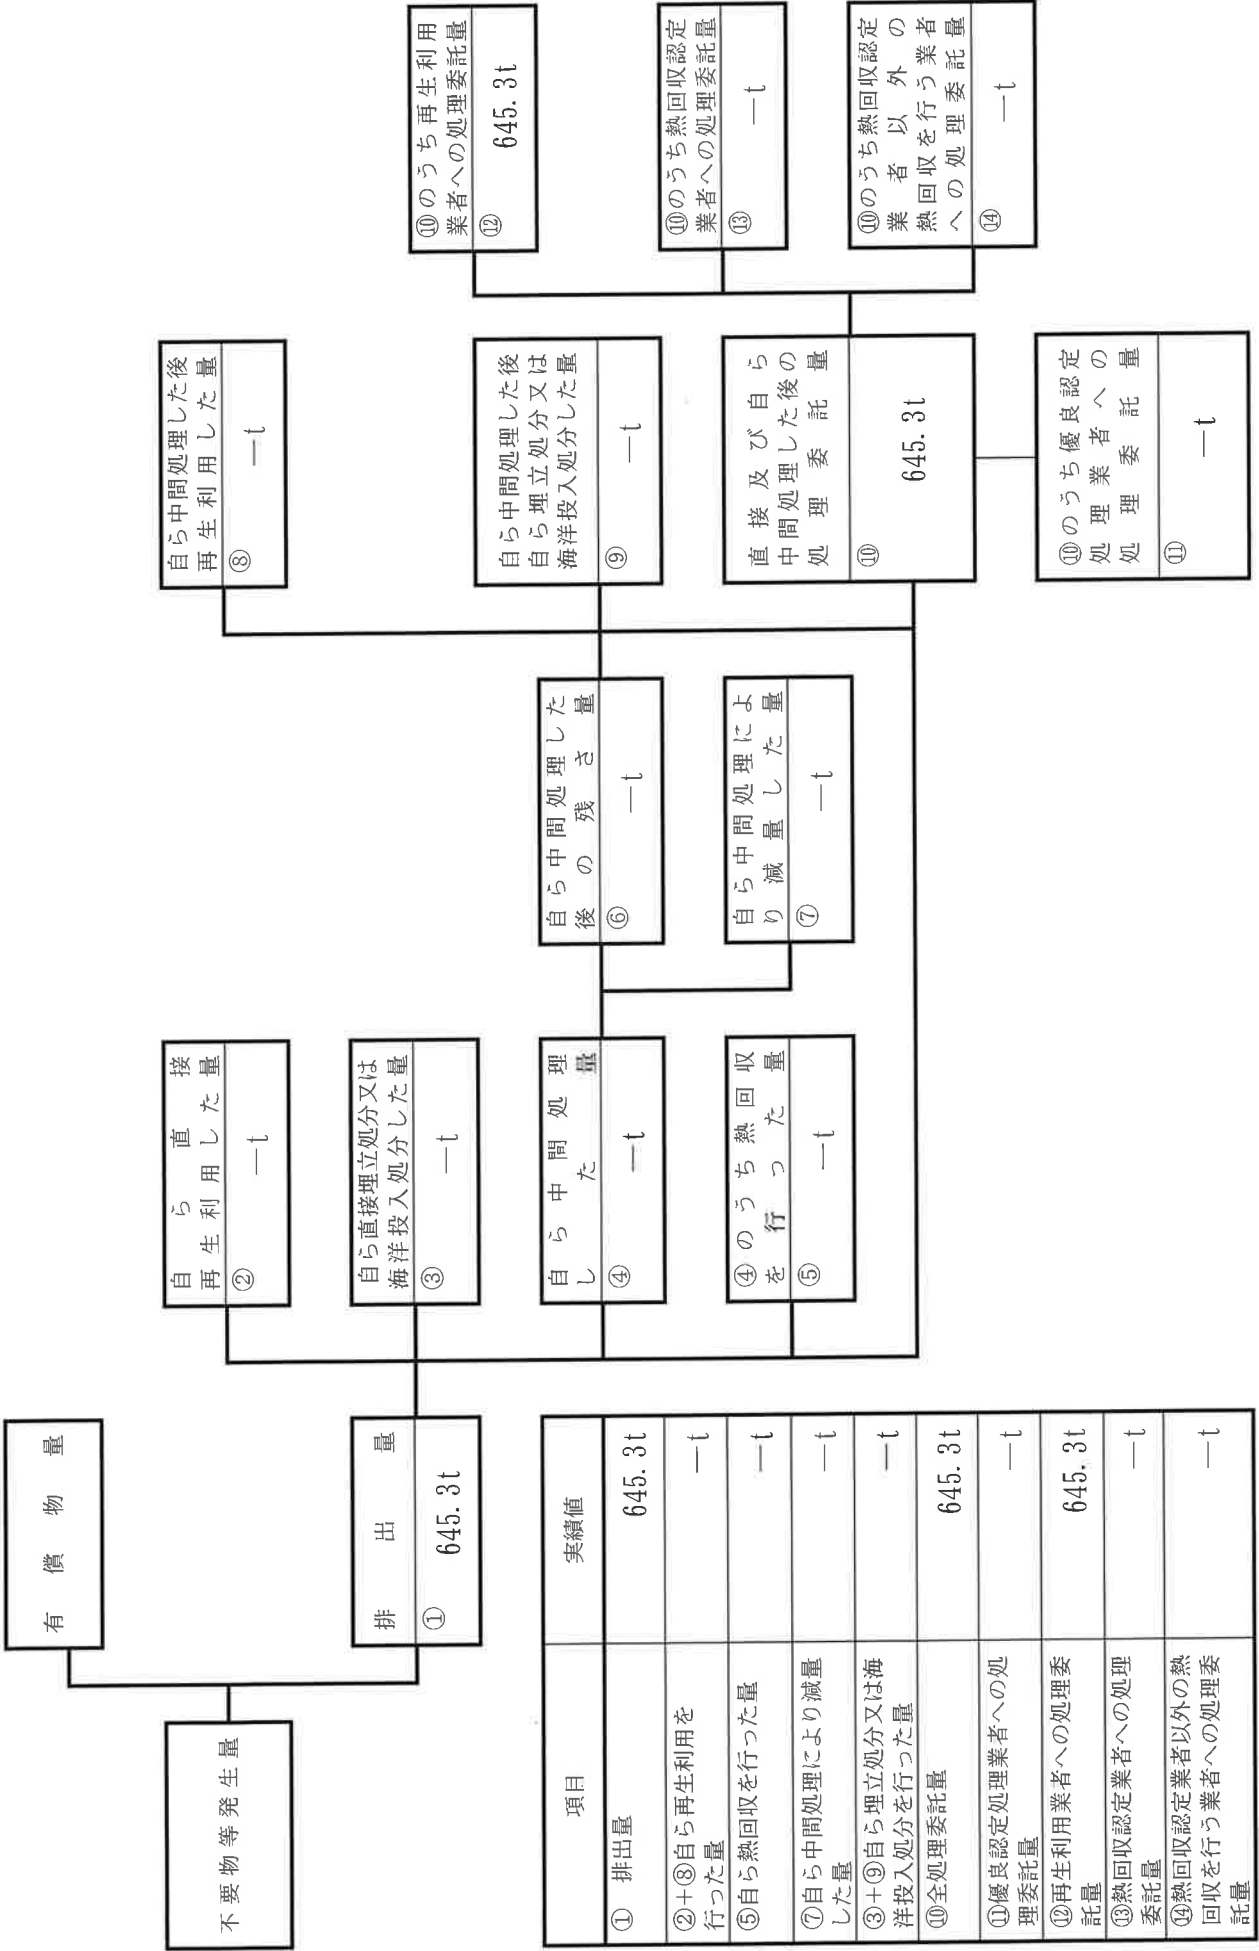 不要物等発生量
有償物量
排出量
① 645.3t
自ら直接
再生利用した量
② ―t
自ら直接埋立処分又は
海洋投入処分した量
③ ―t
自ら中間処理
した量
④ ―t
④のうち熱回収
を行った量
⑤ ―t
自ら中間処理した
後の残さ量
⑥ ―t
自ら中間処理によ
り減量した量
⑦ ―t
自ら中間処理した後
再生利用した量
⑧ ―t
自ら中間処理した後
自ら埋立処分又は
海洋投入処分した量
⑨ ―t
直接及び自ら
中間処理した後の
処理委託量
⑩ 645.3t
⑩のうち優良認定
処理業者への
処理委託量
⑪ ―t
⑩のうち再生利用
業者への処理委託量
⑫ 645.3t
⑩のうち熱回収認定
業者への処理委託量
⑬ ―t
⑩のうち熱回収認定
業者以外の
熱回収を行う業者
への処理委託量
⑭ ―t
項目 実績値
① 排出量 645.3t
②+⑧自ら再生利用を
行った量 ―t
⑤自ら熱回収を行った量 ―t
⑦自ら中間処理により減量
した量 ―t
③+⑨自ら埋立処分又は海
洋投入処分を行った量 ―t
⑩全処理委託量 645.3t
⑪優良認定処理業者への処
理委託量 ―t
⑫再生利用業者への処理委
託量 645.3t
⑬熱回収認定業者への処理
委託量 ―t
⑭熱回収認定業者以外の熱
回収を行う業者への処理委
託量 ―t